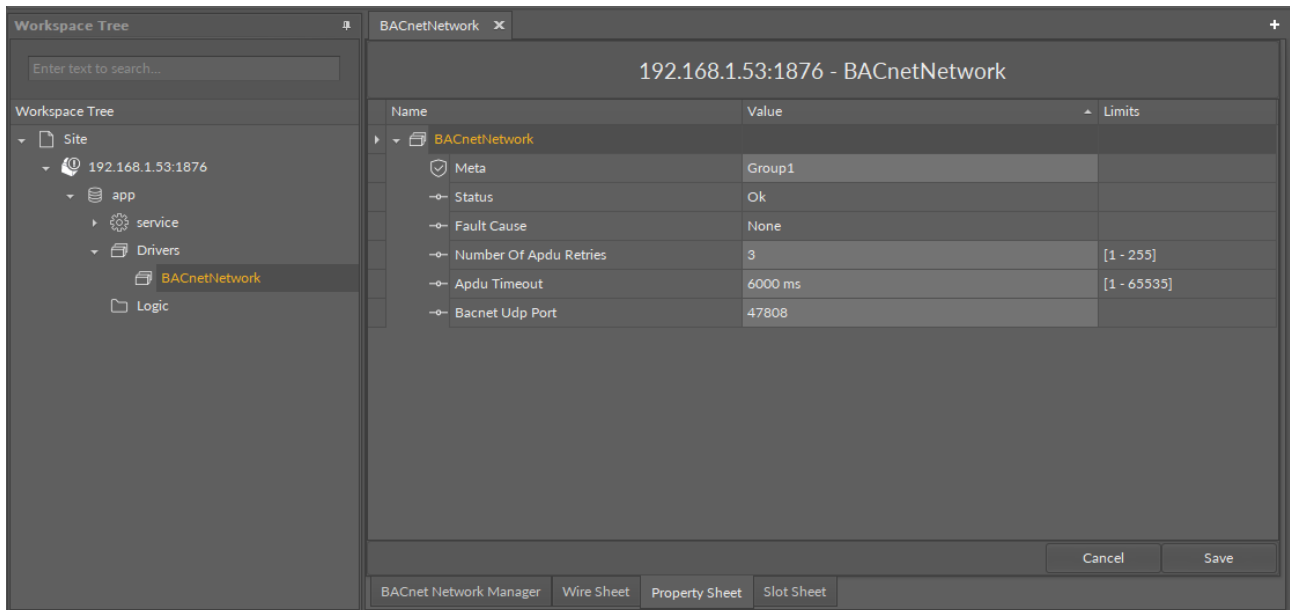 Workspace Tree
Enter text to search...
Workspace Tree
Site
192.168.1.53:1876
app
service
Drivers
BACnetNetwork
Logic
BACnetNetwork
192.168.1.53:1876 - BACnetNetwork
Name Value Limits
BACnetNetwork
Meta Group1
Status Ok
Fault Cause None
Number Of Apdu Retries 3 [1 - 255]
Apdu Timeout 6000 ms [1 - 65535]
Bacnet Udp Port 47808
Cancel Save
BACnet Network Manager Wire Sheet Property Sheet Slot Sheet